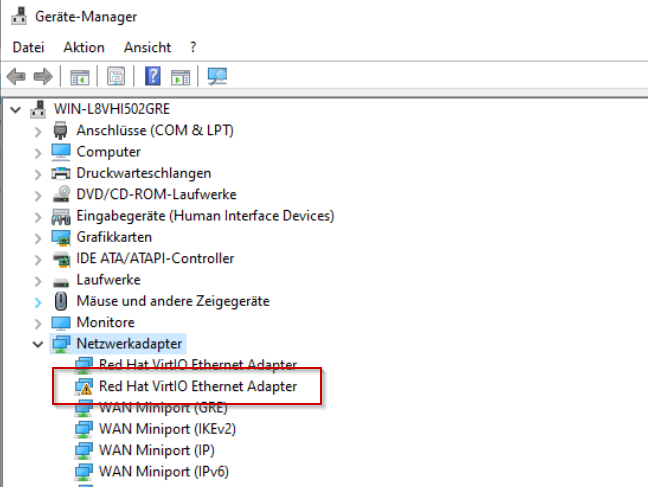 Geräte-Manager
Datei Aktion Ansicht ?
WIN-L8VHI502GRE
Anschlüsse (COM & LPT)
Computer
Druckwarteschlangen
DVD/CD-ROM-Laufwerke
Eingabegeräte (Human Interface Devices)
Grafikkarten
IDE ATA/ATAPI-Controller
Laufwerke
Mäuse und andere Zeigegeräte
Monitore
Netzwerkadapter
Red Hat VirtIO Ethernet Adapter
Red Hat VirtIO Ethernet Adapter
WAN Miniport (GRE)
WAN Miniport (IKEv2)
WAN Miniport (IP)
WAN Miniport (IPv6)